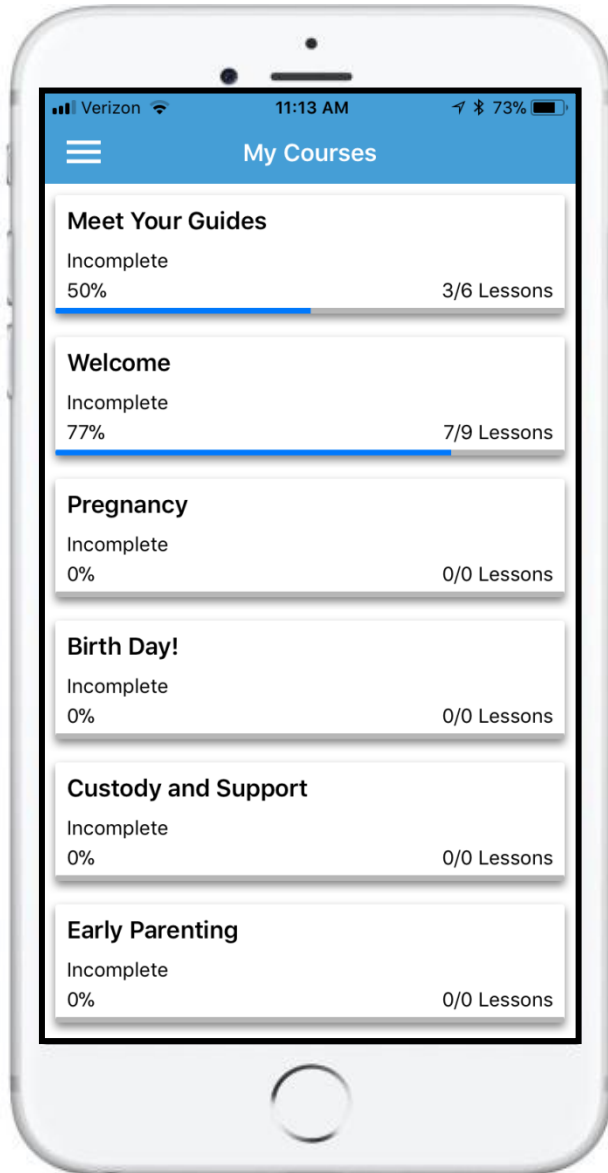 Verizon 11:13 AM 73%
My Courses
Meet Your Guides
Incomplete
50% 3/6 Lessons
Welcome
Incomplete
77% 7/9 Lessons
Pregnancy
Incomplete
0% 0/0 Lessons
Birth Day!
Incomplete
0% 0/0 Lessons
Custody and Support
Incomplete
0% 0/0 Lessons
Early Parenting
Incomplete
0% 0/0 Lessons